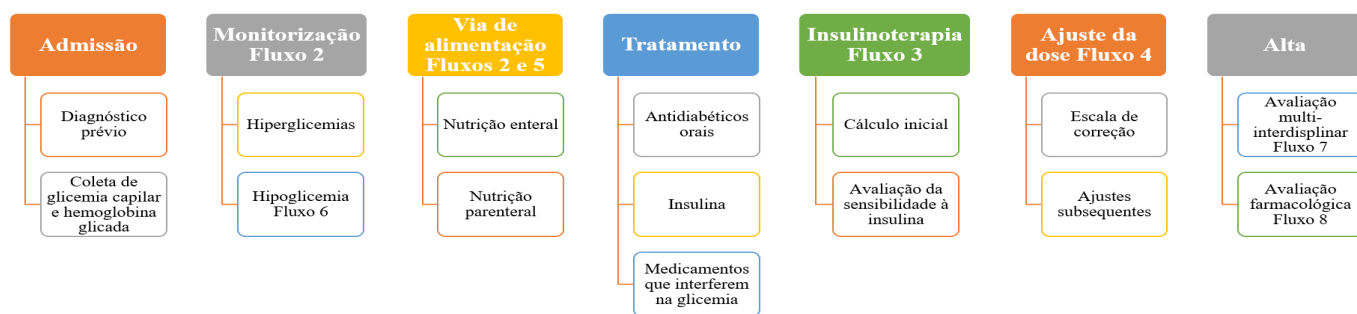 Admissão
Diagnóstico
prévio
Coleta de
glicemia capilar
e hemoglobina
glicada
Monitorização
Fluxo 2
Hiperglicemias
Hipoglicemia
Fluxo 6
Via de
alimentação
Fluxos 2 e 5
Nutrição enteral
Nutrição
parenteral
Tratamento
Antidiabéticos
orais
Insulina
Medicamentos
que interferem
na glicemia
Insulinoterapia
Fluxo 3
Cálculo inicial
Avaliação da
sensibilidade à
insulina
Ajuste da
dose Fluxo 4
Escala de
correção
Ajustes
subsequentes
Alta
Avaliação
multi-
interdisplinar
Fluxo 7
Avaliação
farmacológica
Fluxo 8